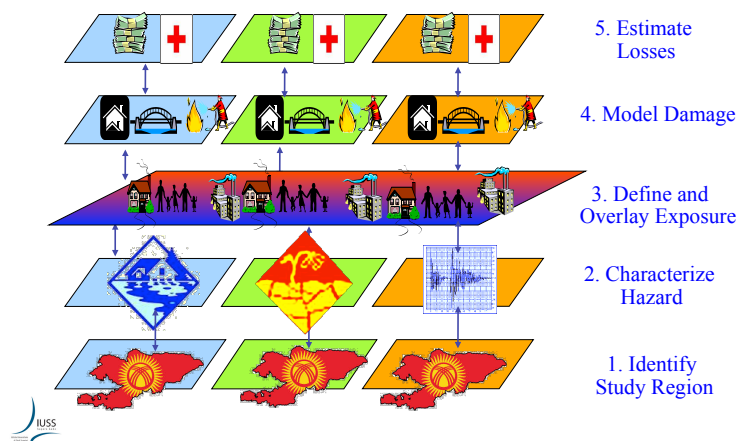 5. Estimate
Losses
4. Model Damage
3. Define and
Overlay Exposure
2. Characterize
Hazard
1. Identify
Study Region
IUSS